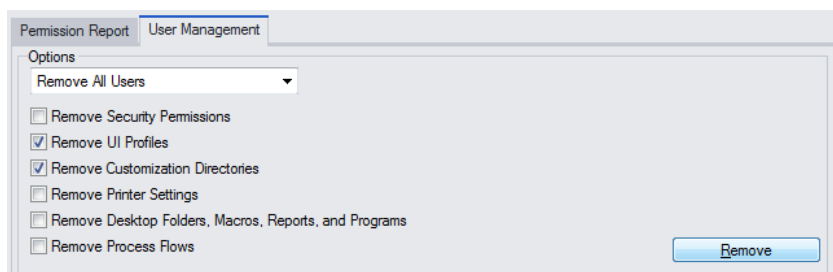 Permission Report User Management
Options
Remove All Users
Remove Security Permissions
Remove UI Profiles
Remove Customization Directories
Remove Printer Settings
Remove Desktop Folders, Macros, Reports, and Programs
Remove Process Flows
Remove